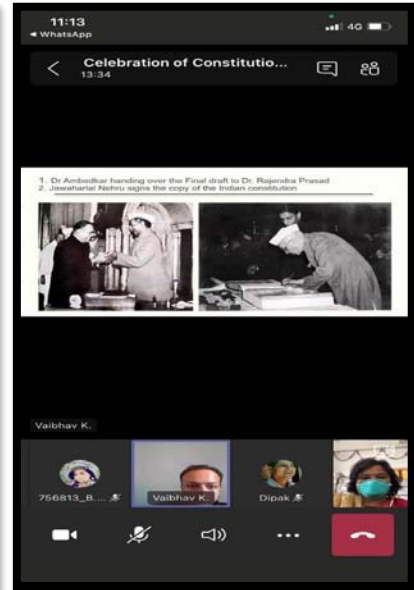 11:13
4G
WhatsApp
Celebration of Constitutio...
13:34
1. Dr Ambedkar handing over the Final draft to Dr. Rajendra Prasad
2. Jawaharlal Nehru signs the copy of the Indian constitution
Vaibhav K.
756813_B....
Vaibhav K.
Dipak